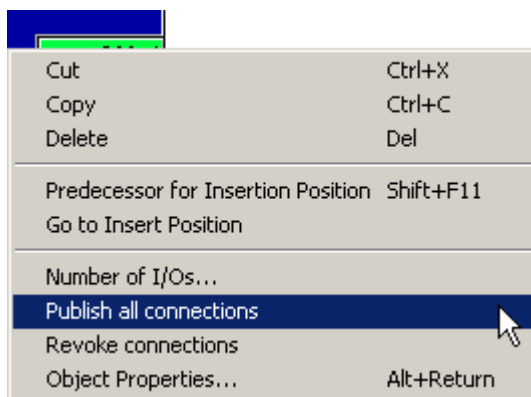 Cut Ctrl+X
Copy Ctrl+C
Delete Del
Predecessor for Insertion Position Shift+F11
Go to Insert Position
Number of I/Os...
Publish all connections
Revoke connections
Object Properties... Alt+Return